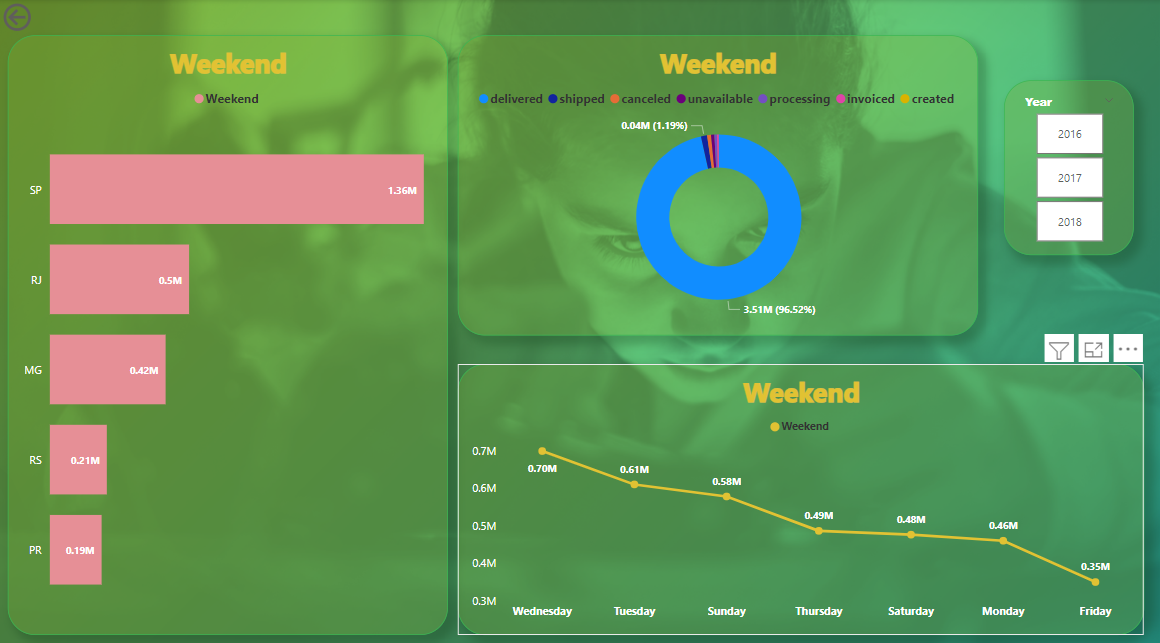 Weekend
Weekend
SP 1.36M
RJ 0.5M
MG 0.42M
RS 0.21M
PR 0.19M
Weekend
delivered shipped canceled unavailable processing invoiced created
0.04M (1.19%)
3.51M (96.52%)
Year
2016
2017
2018
Weekend
Weekend
0.7M
0.6M
0.5M
0.4M
0.3M
0.70M 0.61M 0.58M 0.49M 0.48M 0.46M 0.35M
Wednesday Tuesday Sunday Thursday Saturday Monday Friday